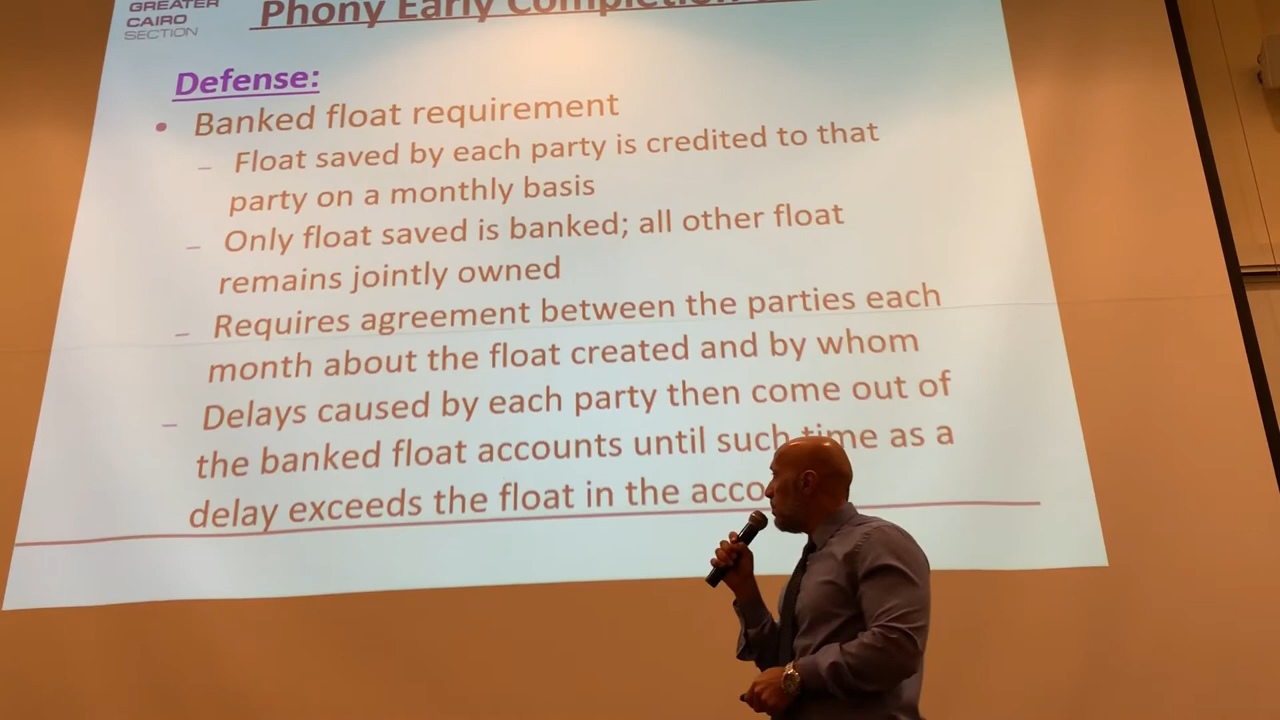 GREATER
CAIRO
SECTION
Phony Early Completion
Defense:
• Banked float requirement
– Float saved by each party is credited to that
party on a monthly basis
– Only float saved is banked; all other float
remains jointly owned
– Requires agreement between the parties each
month about the float created and by whom
– Delays caused by each party then come out of
the banked float accounts until such time as a
delay exceeds the float in the acco